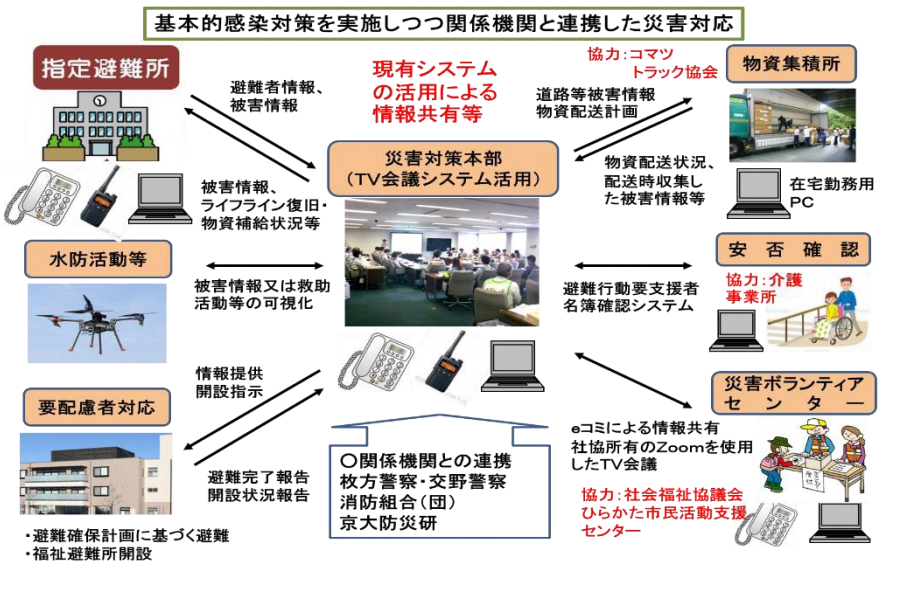 基本的感染対策を実施しつつ関係機関と連携した災害対応
指定避難所
避難者情報、
被害情報
現有システム
の活用による
情報共有等
協力：コマツ
トラック協会
道路等被害情報
物資配送計画
物資集積所
災害対策本部
（TV会議システム活用）
被害情報、
ライフライン復旧・
物資補給状況等
物資配送状況、
配送時収集し
た被害情報等
在宅勤務用
PC
水防活動等
被害情報又は救助
活動等の可視化
避難行動要支援者
名簿確認システム
安否確認
協力：介護
事業所
要配慮者対応
情報提供
開設指示
避難完了報告
開設状況報告
・避難確保計画に基づく避難
・福祉避難所開設
〇関係機関との連携
枚方警察・交野警察
消防組合（団）
京大防災研
災害ボランティア
センター
eコミによる情報共有
社協所有のZoomを使用
したTV会議
協力：社会福祉協議会
ひらかた市民活動支援
センター